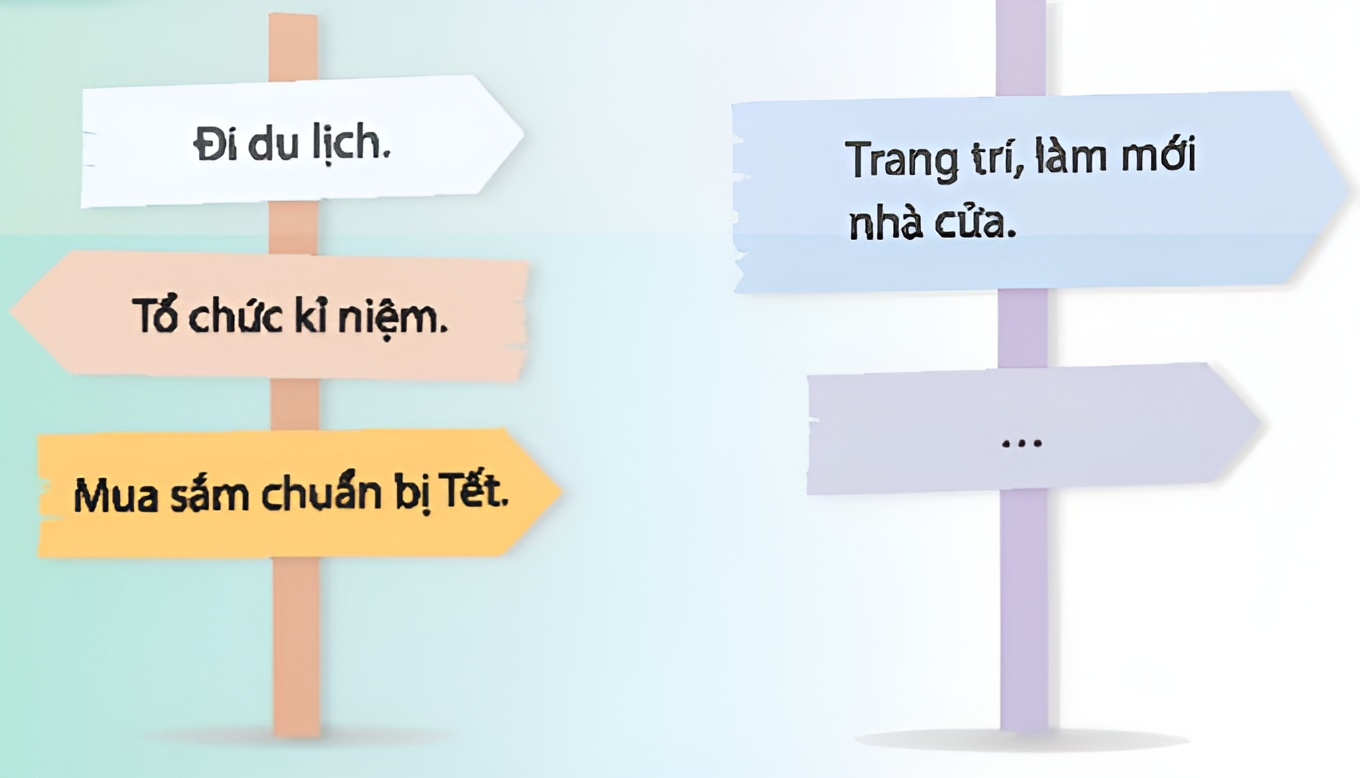 Đi du lịch.
Tổ chức kỉ niệm.
Mua sắm chuẩn bị Tết.
Trang trí, làm mới
nhà cửa.
...